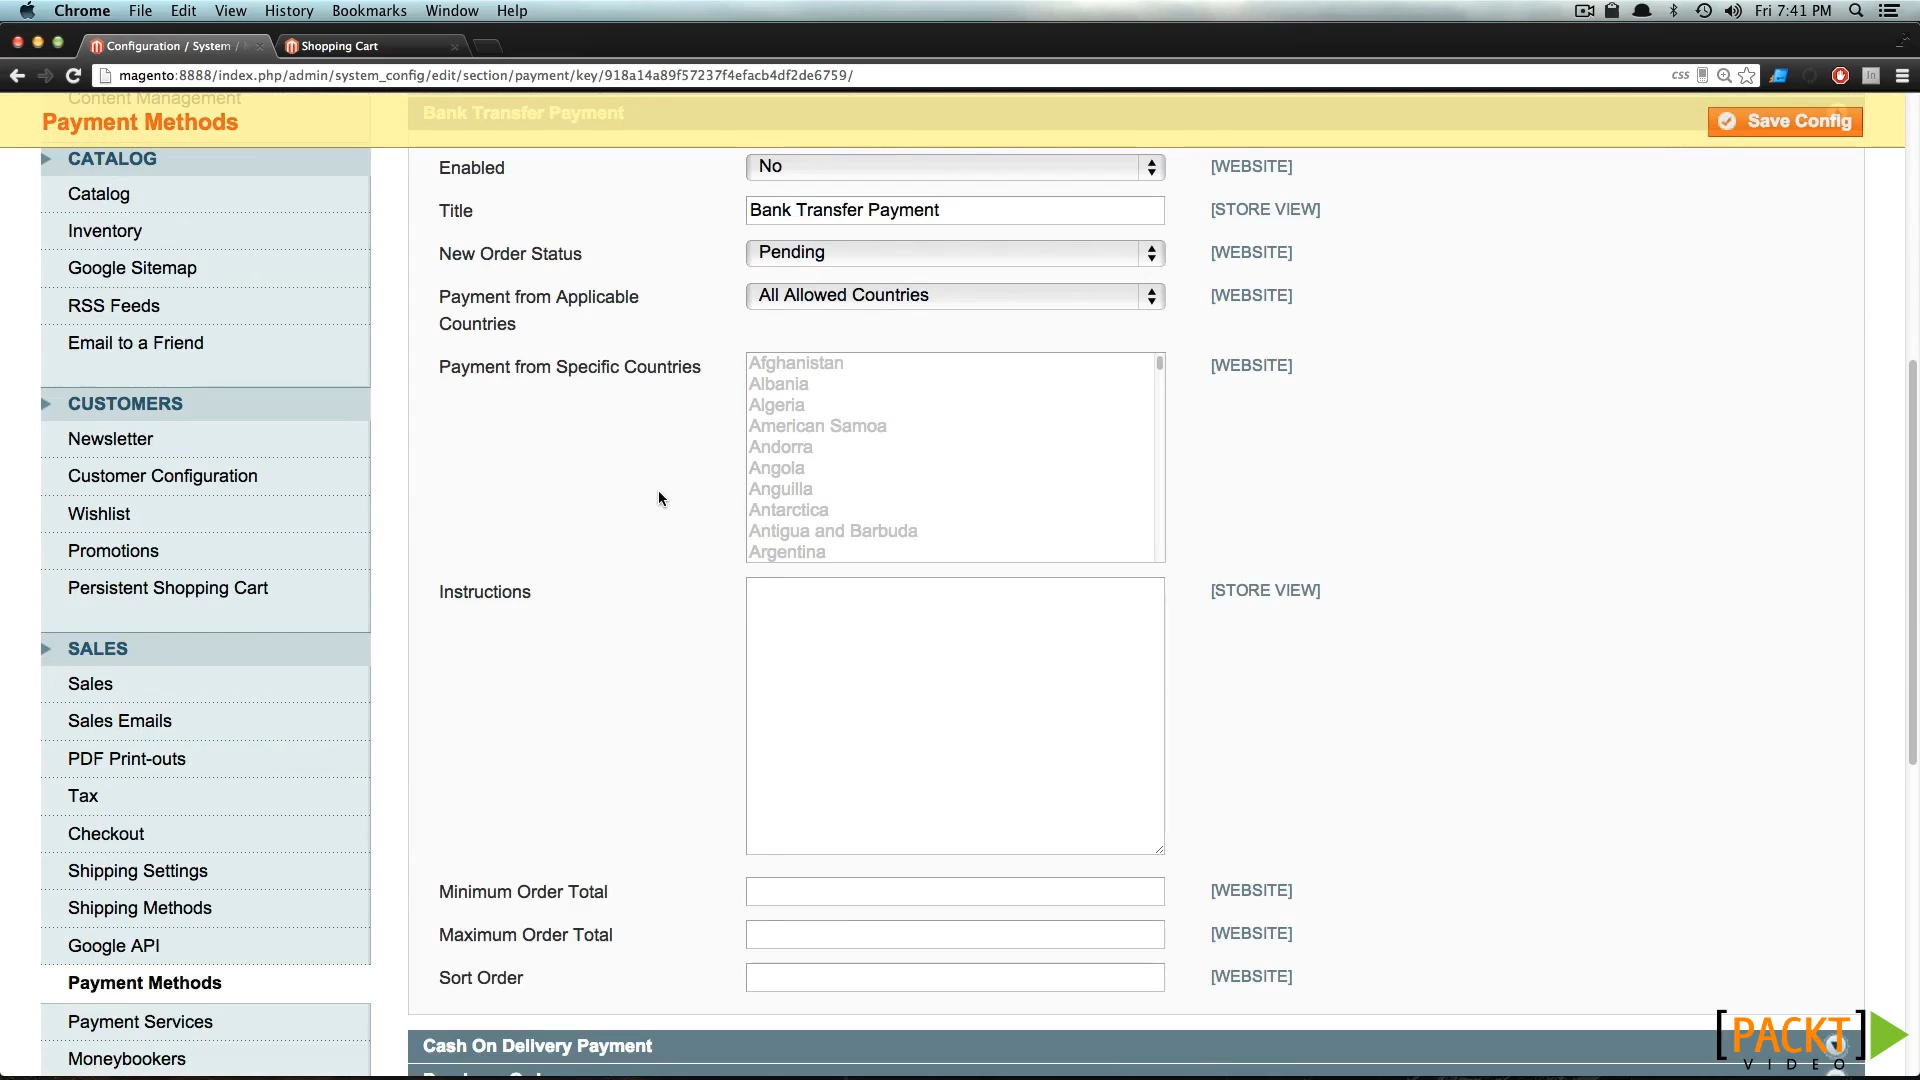 Chrome File Edit View History Bookmarks Window Help Fri 7:41 PM
Configuration / System / Shopping Cart
magento:8888/index.php/admin/system_config/edit/section/payment/key/918a14a89f57237f4efacb4df2de6759/ css
Content Management
Payment Methods
Bank Transfer Payment
Save Config
CATALOG
Catalog
Inventory
Google Sitemap
RSS Feeds
Email to a Friend
CUSTOMERS
Newsletter
Customer Configuration
Wishlist
Promotions
Persistent Shopping Cart
SALES
Sales
Sales Emails
PDF Print-outs
Tax
Checkout
Shipping Settings
Shipping Methods
Google API
Payment Methods
Payment Services
Moneybookers
Enabled No [WEBSITE]
Title Bank Transfer Payment [STORE VIEW]
New Order Status Pending [WEBSITE]
Payment from Applicable All Allowed Countries [WEBSITE]
Countries
Payment from Specific Countries [WEBSITE]
Afghanistan
Albania
Algeria
American Samoa
Andorra
Angola
Anguilla
Antarctica
Antigua and Barbuda
Argentina
Instructions [STORE VIEW]
Minimum Order Total [WEBSITE]
Maximum Order Total [WEBSITE]
Sort Order [WEBSITE]
Cash On Delivery Payment
[PACKT]
VIDEO